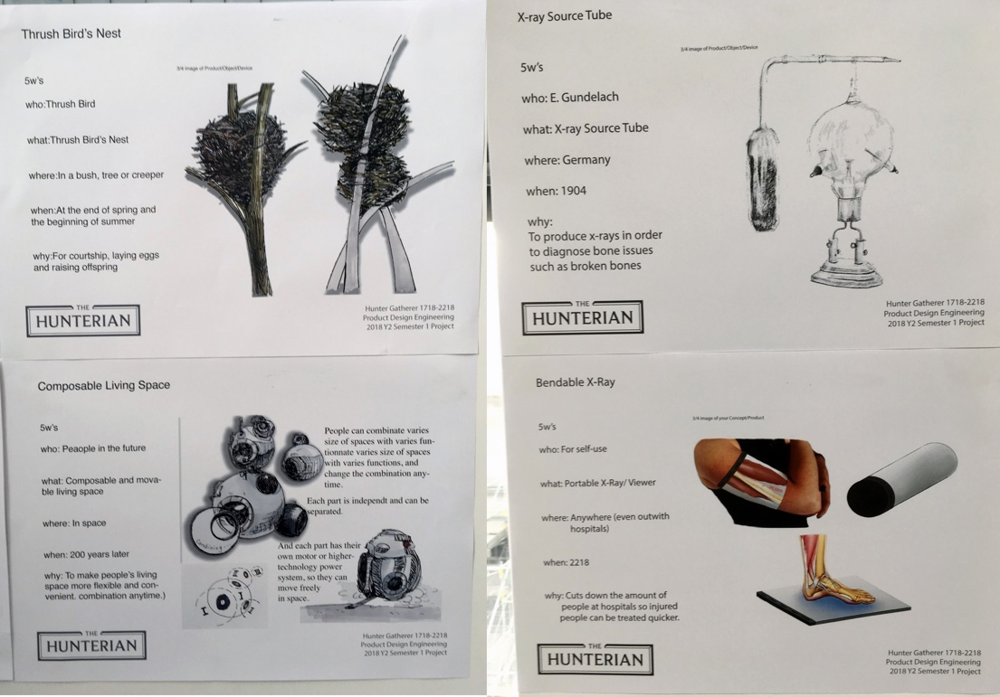 Thrush Bird's Nest
3/4 image of Product/Object/Device
5w's
who:Thrush Bird
what:Thrush Bird's Nest
where:In a bush, tree or creeper
when:At the end of spring and
the beginning of summer
why:For courtship, laying eggs
and raising offspring
THE
HUNTERIAN
Hunter Gatherer 1718-2218
Product Design Engineering
2018 Y2 Semester 1 Project
X-ray Source Tube
3/4 image of Product/Object/Device
5w's
who: E. Gundelach
what: X-ray Source Tube
where: Germany
when: 1904
why:
To produce x-rays in order
to diagnose bone issues
such as broken bones
THE
HUNTERIAN
Hunter Gatherer 1718-2218
Product Design Engineering
2018 Y2 Semester 1 Project
Composable Living Space
5w's
who: Peaople in the future
what: Composable and mova-
ble living space
where: In space
when: 200 years later
why: To make people's living
space more flexible and con-
venient. combination anytime.)
People can combinate varies
size of spaces with varies fun-
tionnate varies size of spaces
with varies functions, and
change the combination any-
time.
Each part is independt and can be
separated.
Combining
And each part has their
own motor or higher-
technology power
system, so they can
move freely
in space.
THE
HUNTERIAN
Hunter Gatherer 1718-2218
Product Design Engineering
2018 Y2 Semester 1 Project
Bendable X-Ray
3/4 image of your Concept/Product
5w's
who: For self-use
what: Portable X-Ray/ Viewer
where: Anywhere (even outwith
hospitals)
when: 2218
why: Cuts down the amount of
people at hospitals so injured
people can be treated quicker.
THE
HUNTERIAN
Hunter Gatherer 1718-2218
Product Design Engineering
2018 Y2 Semester 1 Project